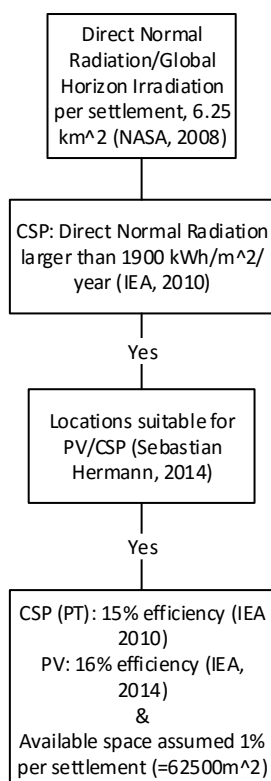 Direct Normal
Radiation/Global
Horizon Irradiation
per settlement, 6.25
km^2 (NASA, 2008)
CSP: Direct Normal Radiation
larger than 1900 kWh/m^2/
year (IEA, 2010)
Yes
Locations suitable for
PV/CSP (Sebastian
Hermann, 2014)
Yes
CSP (PT): 15% efficiency (IEA
2010)
PV: 16% efficiency (IEA,
2014)
&
Available space assumed 1%
per settlement (=62500m^2)